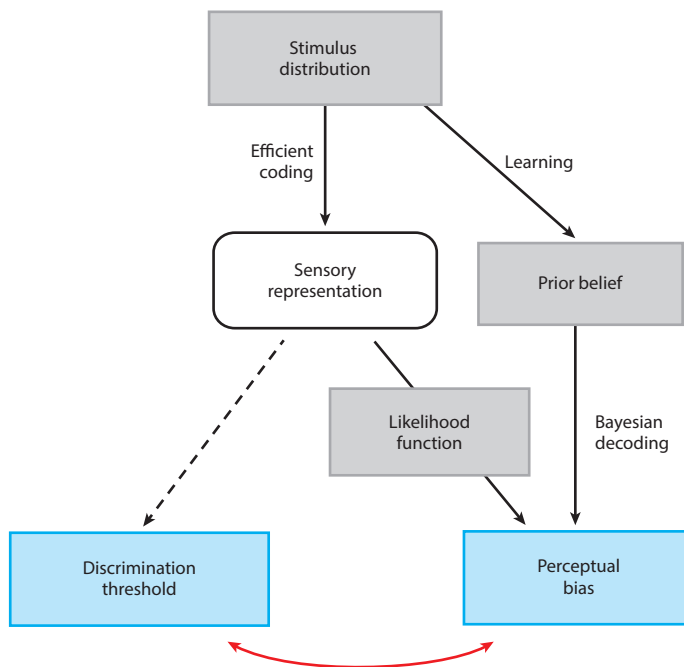 Stimulus
distribution
Efficient
coding
Learning
Sensory
representation
Prior belief
Likelihood
function
Bayesian
decoding
Discrimination
threshold
Perceptual
bias